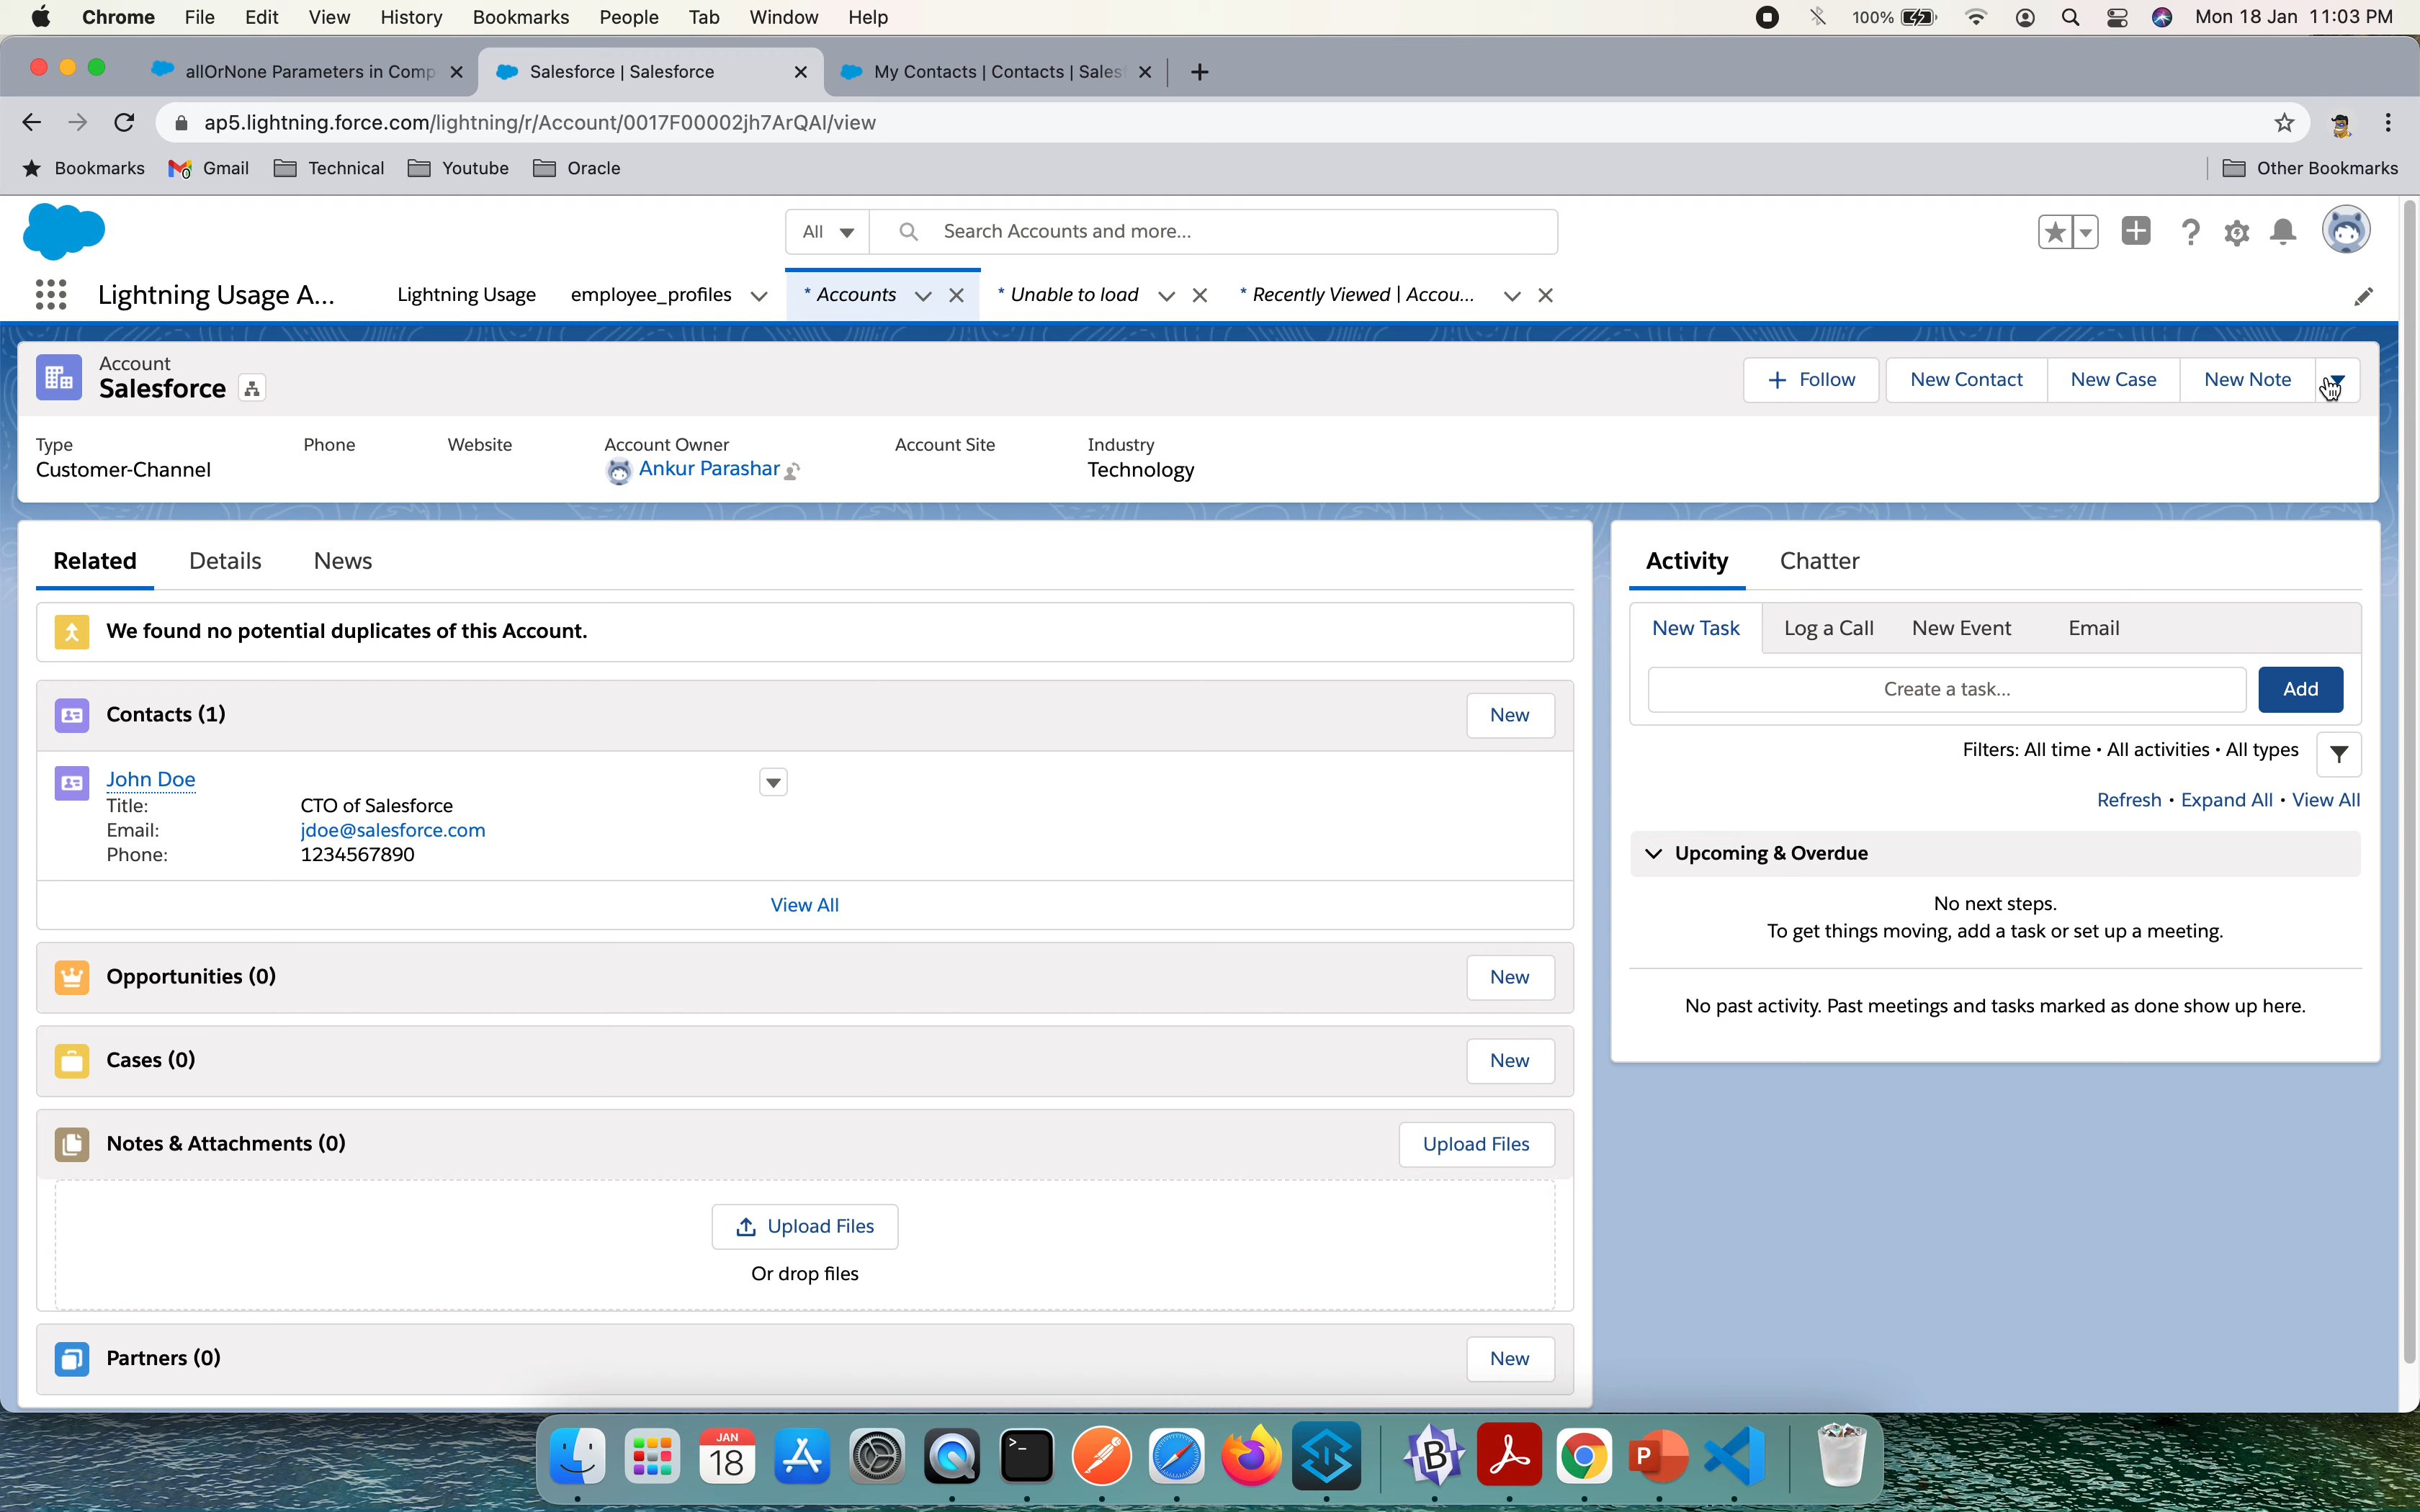 Chrome File Edit View History Bookmarks People Tab Window Help 100% Mon 18 Jan 11:03 PM
allOrNone Parameters in Comp Salesforce | Salesforce My Contacts | Contacts | Sales
ap5.lightning.force.com/lightning/r/Account/0017F00002jh7ArQAI/view
Bookmarks Gmail Technical Youtube Oracle Other Bookmarks
All Search Accounts and more...
Lightning Usage A... Lightning Usage employee_profiles * Accounts * Unable to load * Recently Viewed | Accou...
Account
Salesforce
Follow New Contact New Case New Note
Type Phone Website Account Owner Account Site Industry
Customer-Channel Ankur Parashar Technology
Related Details News
Activity Chatter
We found no potential duplicates of this Account.
New Task Log a Call New Event Email
Create a task... Add
Contacts (1) New
Filters: All time • All activities • All types
John Doe
Title: CTO of Salesforce
Email: jdoe@salesforce.com
Phone: 1234567890
Refresh • Expand All • View All
Upcoming & Overdue
View All
No next steps.
To get things moving, add a task or set up a meeting.
Opportunities (0) New
No past activity. Past meetings and tasks marked as done show up here.
Cases (0) New
Notes & Attachments (0) Upload Files
Upload Files
Or drop files
Partners (0) New
JAN
18
>_
B
P